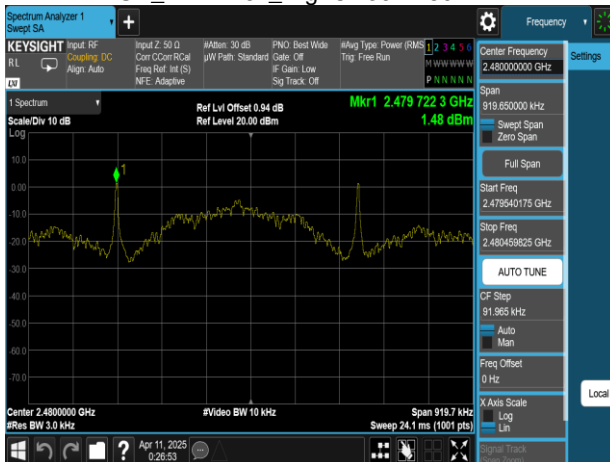 Spectrum Analyzer 1
Swept SA
+
Frequency
KEYSIGHT
RL
LXI
Input: RF
Coupling: DC
Align: Auto
Input Z: 50 Ω
Corr CCorr RCal
Freq Ref: Int (S)
NFE: Adaptive
#Atten: 30 dB
µW Path: Standard
PNO: Best Wide
Gate: Off
IF Gain: Low
Sig Track: Off
#Avg Type: Power (RMS
Trig: Free Run
1 2 3 4 5 6
M W W W W W
P N N N N N
1 Spectrum
Scale/Div 10 dB
Ref Lvl Offset 0.94 dB
Ref Level 20.00 dBm
Mkr1 2.479 722 3 GHz
1.48 dBm
Log
10.0
0.00
-10.0
-20.0
-30.0
-40.0
-50.0
-60.0
-70.0
1
Center 2.4800000 GHz
#Res BW 3.0 kHz
#Video BW 10 kHz
Span 919.7 kHz
Sweep 24.1 ms (1001 pts)
Center Frequency
2.480000000 GHz
Span
919.650000 kHz
Swept Span
Zero Span
Full Span
Start Freq
2.479540175 GHz
Stop Freq
2.480459825 GHz
AUTO TUNE
CF Step
91.965 kHz
Auto
Man
Freq Offset
0 Hz
X Axis Scale
Log
Lin
Signal Track
(Span Zoom)
Settings
Local
?
Apr 11, 2025
0:26:53